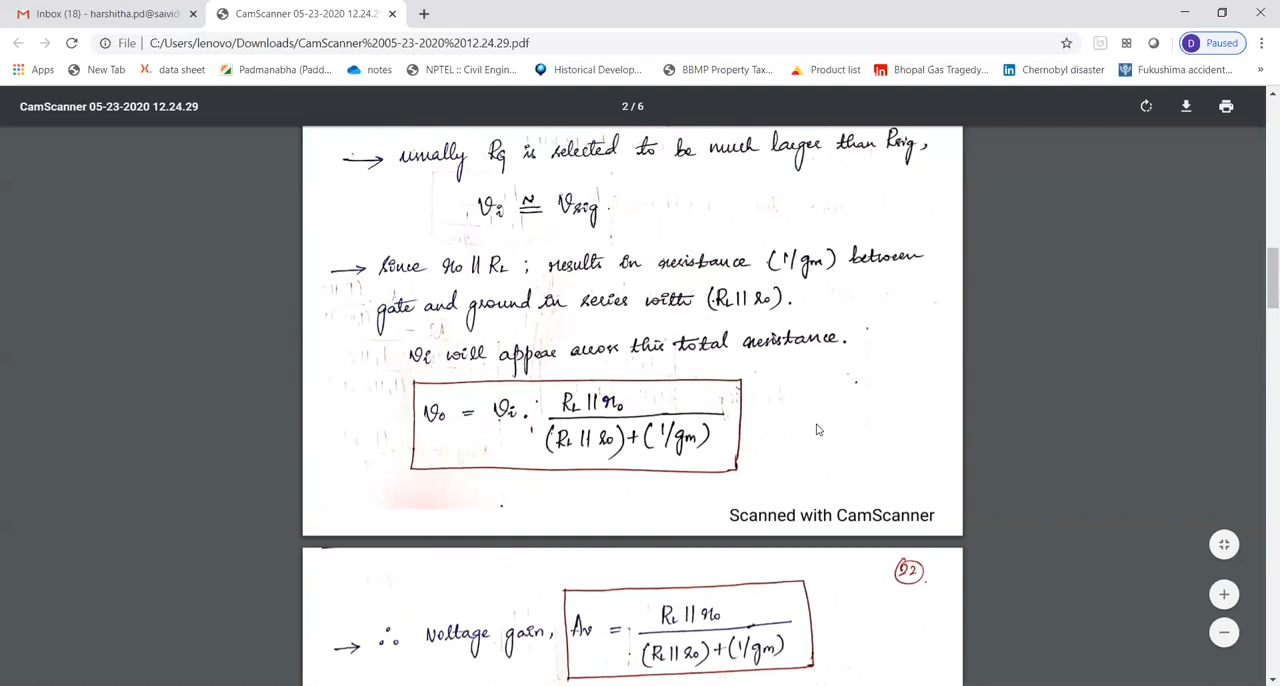 Inbox (18) - harshitha.pd@saivid
CamScanner 05-23-2020 12.24.29.
File C:/Users/lenovo/Downloads/CamScanner%2005-23-2020%2012.24.29.pdf
D Paused
Apps New Tab data sheet Padmanabha (Padd... notes NPTEL :: Civil Engin... Historical Develop... BBMP Property Tax... Product list Bhopal Gas Tragedy... Chernobyl disaster Fukushima accident... »
CamScanner 05-23-2020 12.24.29 2 / 6
→ usually RG is selected to be much larger than Rsig,
vi ≅ vsig.
→ since ro || RL ; results in resistance (1/gm) between
gate and ground in series with (RL || ro).
vi will appear across this total resistance.
vo = vi . RL || ro / (RL || ro) + (1/gm)
Scanned with CamScanner
22.
→ ∴ voltage gain, Av = RL || ro / (RL || ro) + (1/gm)